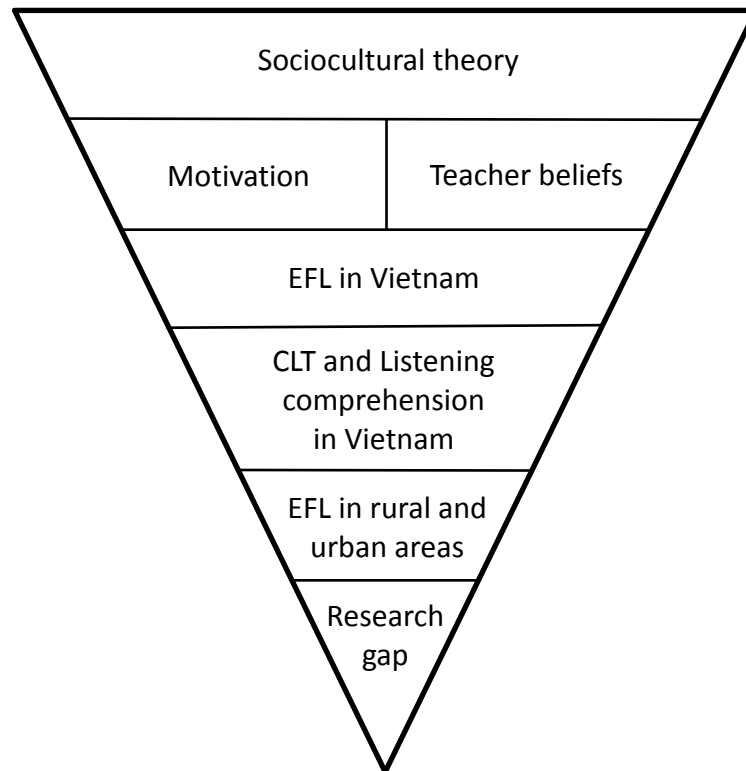 Sociocultural theory
Motivation
Teacher beliefs
EFL in Vietnam
CLT and Listening
comprehension
in Vietnam
EFL in rural and
urban areas
Research
gap